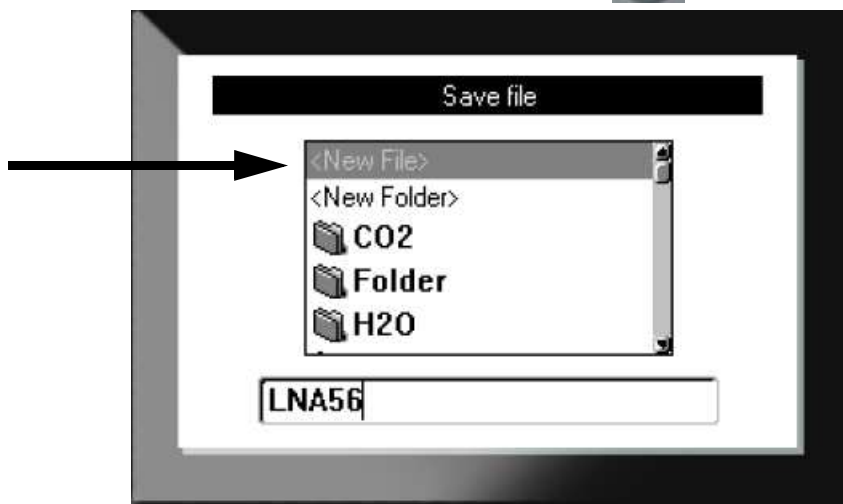 Save file
<New File>
<New Folder>
CO2
Folder
H2O
LNA56